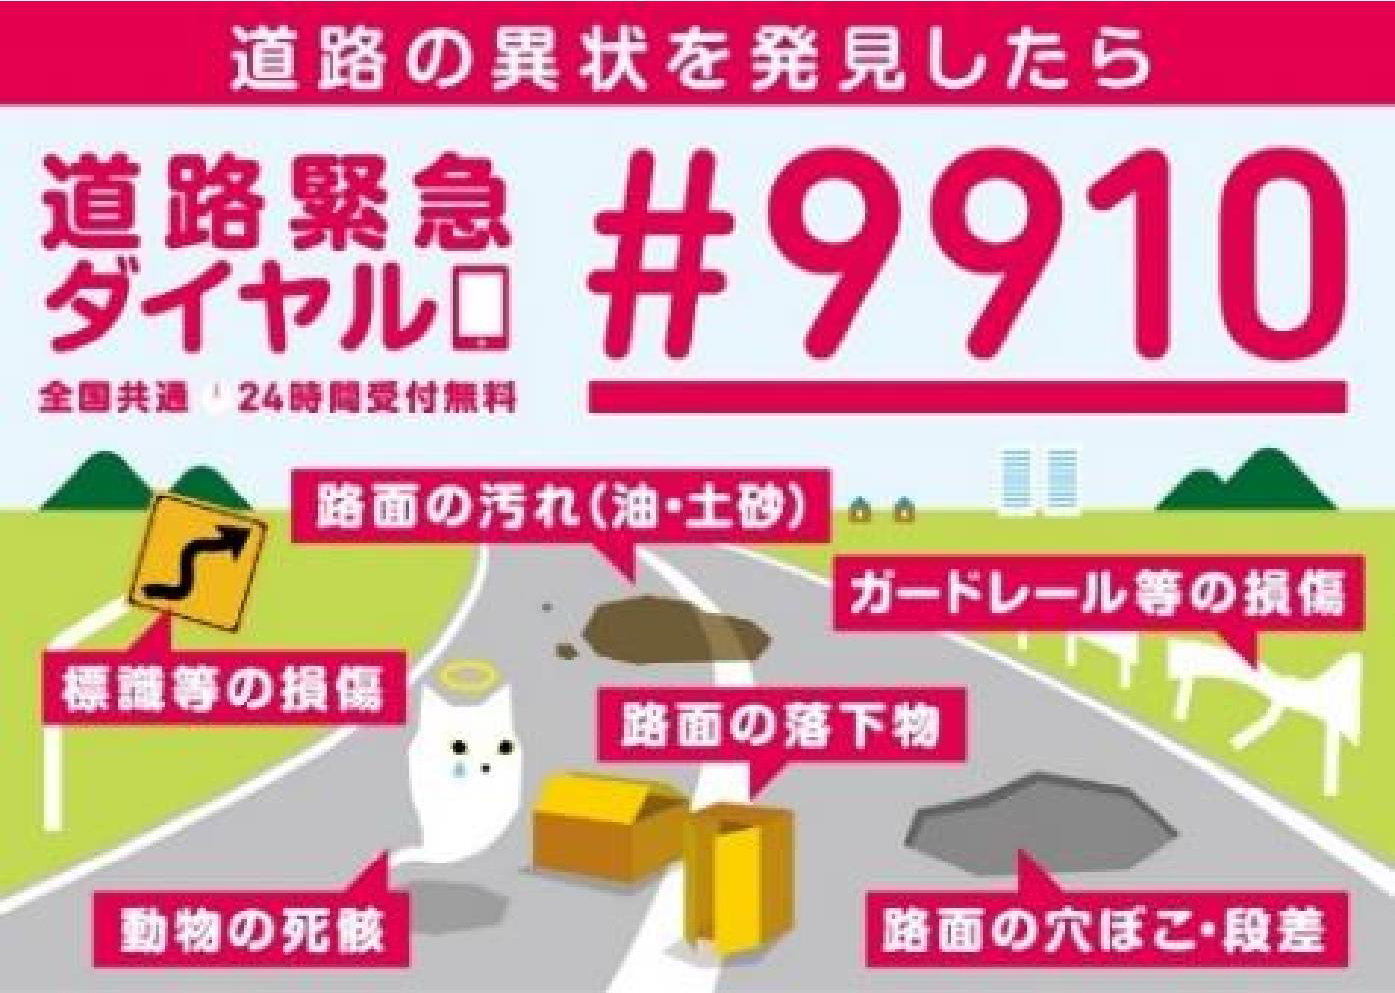 道路の異状を発見したら
道路緊急
ダイヤル
#9910
全国共通 24時間受付無料
路面の汚れ(油・土砂)
ガードレール等の損傷
標識等の損傷
路面の落下物
動物の死骸
路面の穴ぼこ・段差